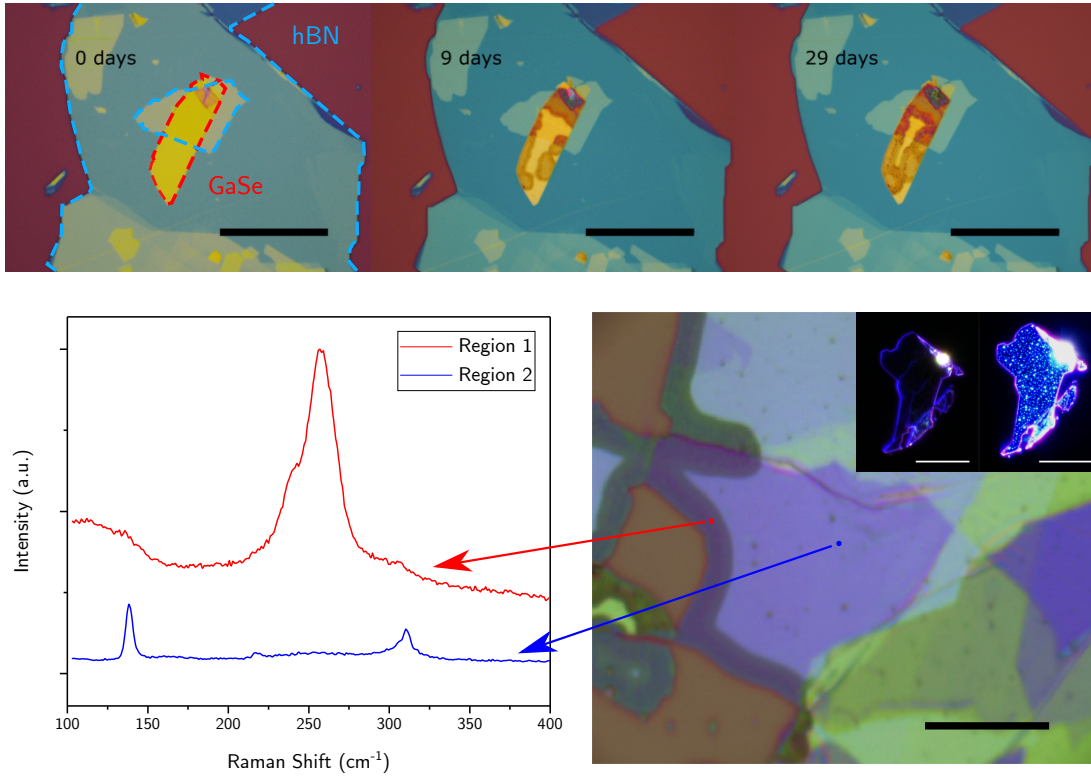 0 days
hBN
GaSe
9 days
29 days
Region 1
Region 2
Intensity (a.u.)
100
150
200
250
300
350
400
Raman Shift (cm⁻¹)